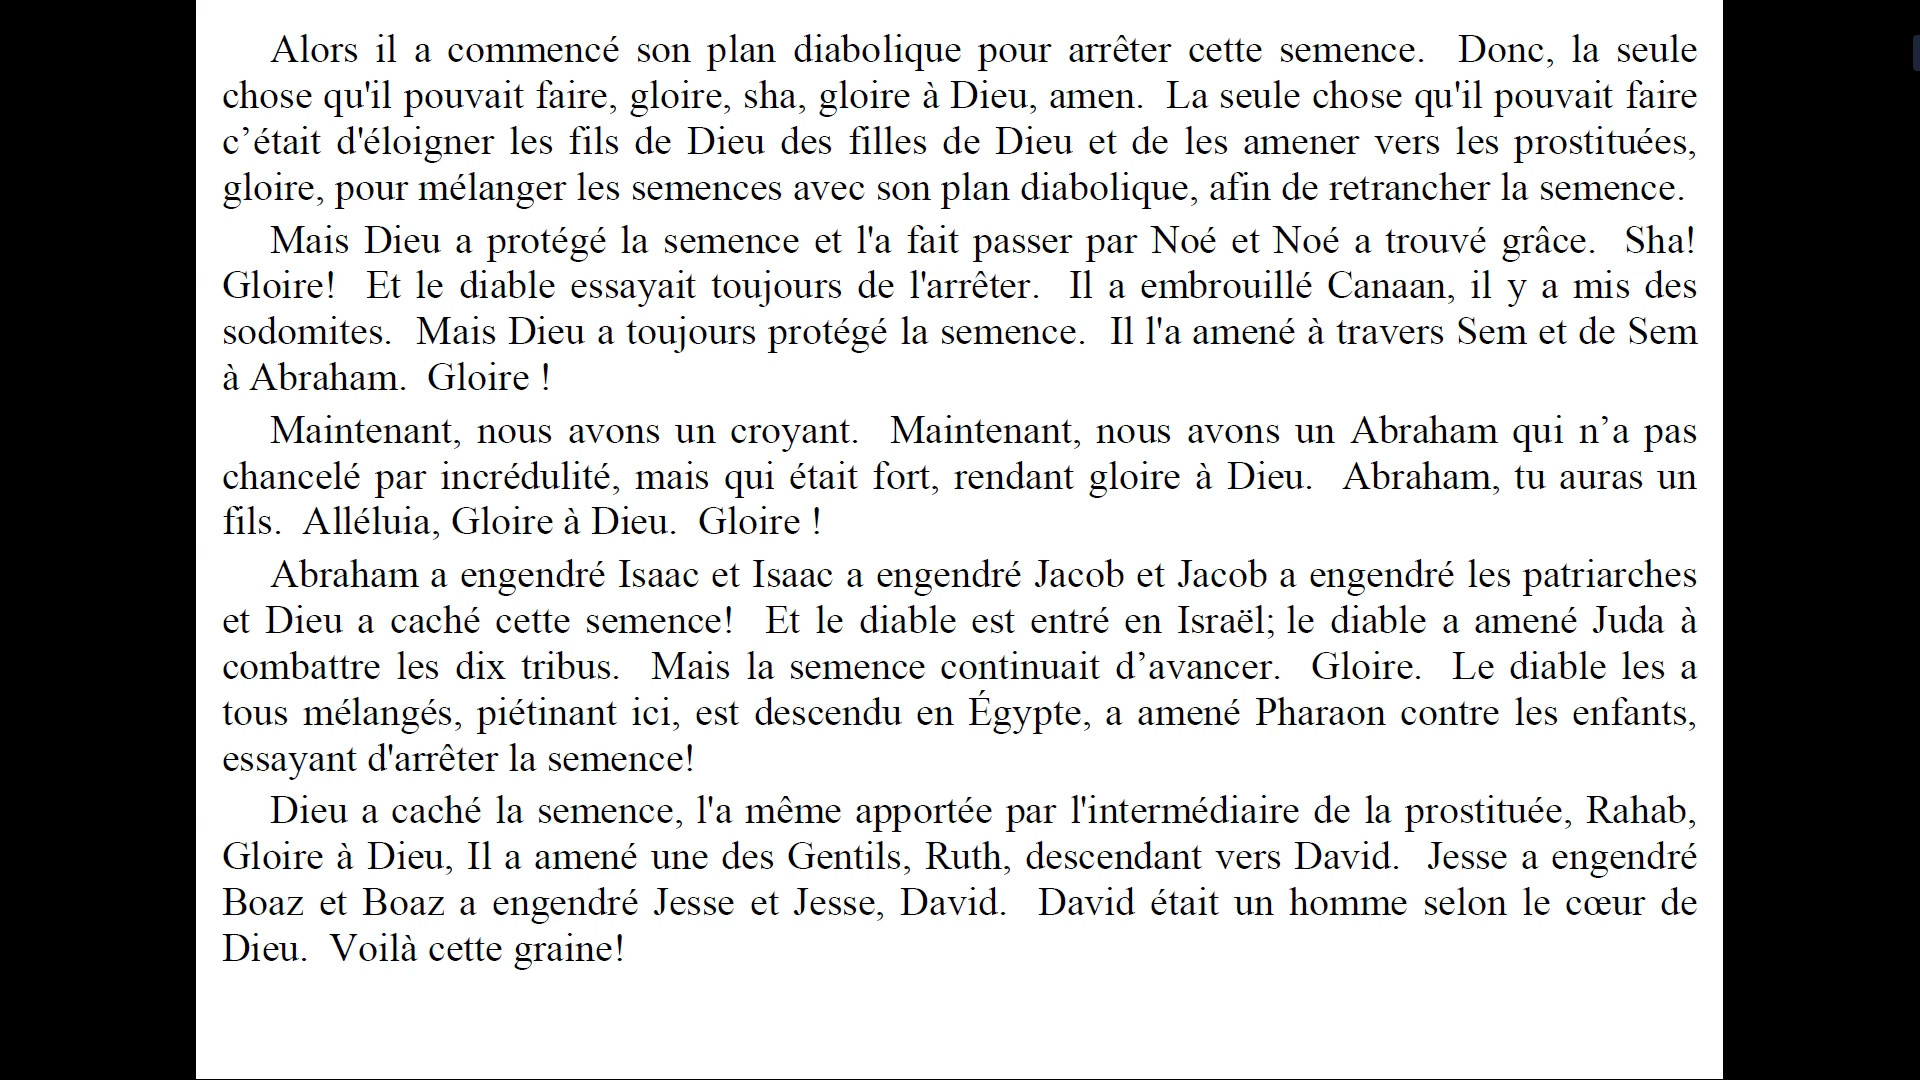 Alors il a commencé son plan diabolique pour arrêter cette semence.  Donc, la seule
chose qu'il pouvait faire, gloire, sha, gloire à Dieu, amen.  La seule chose qu'il pouvait faire
c’était d'éloigner les fils de Dieu des filles de Dieu et de les amener vers les prostituées,
gloire, pour mélanger les semences avec son plan diabolique, afin de retrancher la semence.
Mais Dieu a protégé la semence et l'a fait passer par Noé et Noé a trouvé grâce.  Sha!
Gloire!  Et le diable essayait toujours de l'arrêter.  Il a embrouillé Canaan, il y a mis des
sodomites.  Mais Dieu a toujours protégé la semence.  Il l'a amené à travers Sem et de Sem
à Abraham.  Gloire !
Maintenant, nous avons un croyant.  Maintenant, nous avons un Abraham qui n’a pas
chancelé par incrédulité, mais qui était fort, rendant gloire à Dieu.  Abraham, tu auras un
fils.  Alléluia, Gloire à Dieu.  Gloire !
Abraham a engendré Isaac et Isaac a engendré Jacob et Jacob a engendré les patriarches
et Dieu a caché cette semence!  Et le diable est entré en Israël; le diable a amené Juda à
combattre les dix tribus.  Mais la semence continuait d’avancer.  Gloire.  Le diable les a
tous mélangés, piétinant ici, est descendu en Égypte, a amené Pharaon contre les enfants,
essayant d'arrêter la semence!
Dieu a caché la semence, l'a même apportée par l'intermédiaire de la prostituée, Rahab,
Gloire à Dieu, Il a amené une des Gentils, Ruth, descendant vers David.  Jesse a engendré
Boaz et Boaz a engendré Jesse et Jesse, David.  David était un homme selon le cœur de
Dieu.  Voilà cette graine!